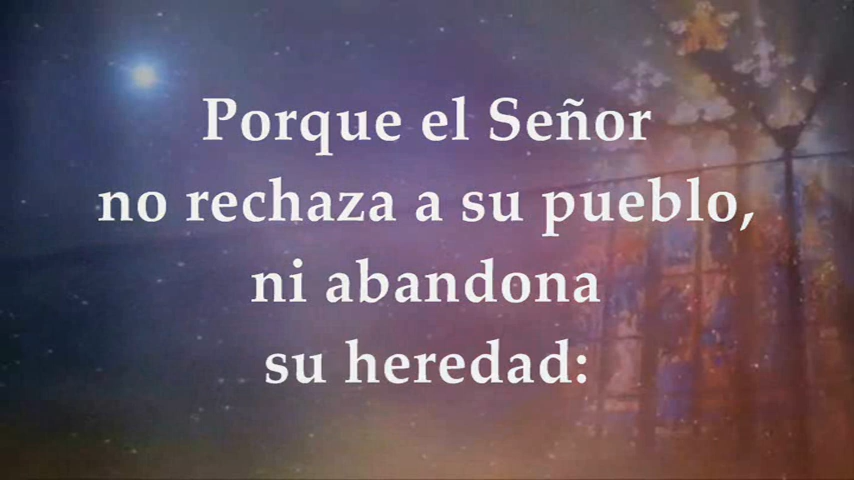 Porque el Señor
no rechaza a su pueblo,
ni abandona
su heredad: